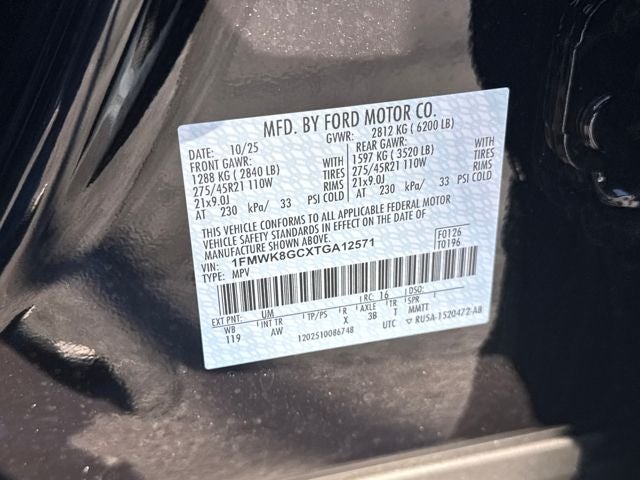 MFD. BY FORD MOTOR CO.
DATE: 10/25 GVWR: 2812 KG ( 6200 LB)
FRONT GAWR: REAR GAWR:
1288 KG ( 2840 LB) WITH 1597 KG ( 3520 LB) WITH
275/45R21 110W TIRES 275/45R21 110W TIRES
21x9.0J RIMS 21x9.0J RIMS
AT 230 kPa/ 33 PSI COLD AT 230 kPa/ 33 PSI COLD
THIS VEHICLE CONFORMS TO ALL APPLICABLE FEDERAL MOTOR
VEHICLE SAFETY STANDARDS IN EFFECT ON THE DATE OF
MANUFACTURE SHOWN ABOVE.
VIN: 1FMWK8GCXTGA12571 F0126
TYPE: MPV T0196
EXT PNT: UM RC: 16 DSO:
WB INT TR TP/PS R AXLE TR SPR
119 AW X 3B T MMTT
1202510086748 UTC ▽ RUSA-1520472-AB